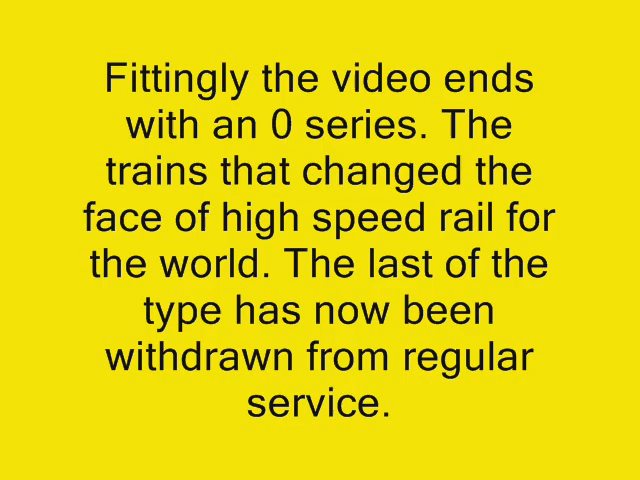 Fittingly the video ends
with an 0 series. The
trains that changed the
face of high speed rail for
the world. The last of the
type has now been
withdrawn from regular
service.